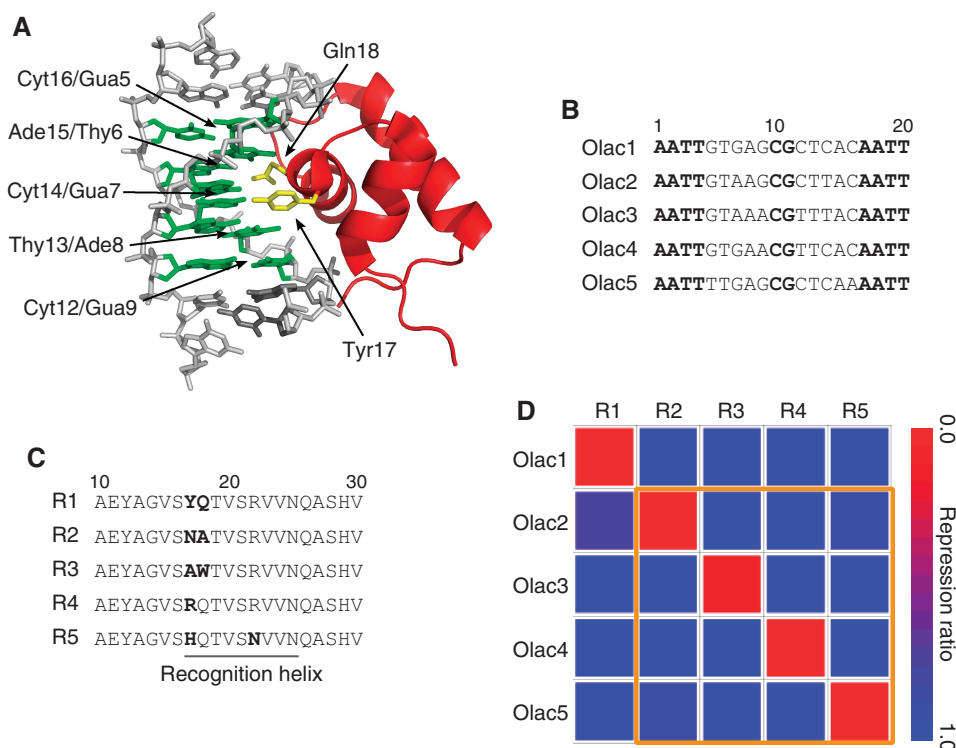 A
Gln18
Cyt16/Gua5
Ade15/Thy6
Cyt14/Gua7
Thy13/Ade8
Cyt12/Gua9
Tyr17
B
1 10 20
Olac1 AATTGTGAGCGCTCACAATT
Olac2 AATTGTAAGCGCTTACAATT
Olac3 AATTGTAAACGTTTACAATT
Olac4 AATTGTGAACGTTCACAATT
Olac5 AATTTTGAGCGCTCAAAATT
C
10 20 30
R1 AEYAGVSYQTVSRVVNQASHV
R2 AEYAGVSNATVSRVVNQASHV
R3 AEYAGVSAWTVSRVVNQASHV
R4 AEYAGVSRQTVSRVVNQASHV
R5 AEYAGVSHQTVSNVVNQASHV
Recognition helix
D
R1 R2 R3 R4 R5
Olac1
Olac2
Olac3
Olac4
Olac5
0.0
Repression ratio
1.0